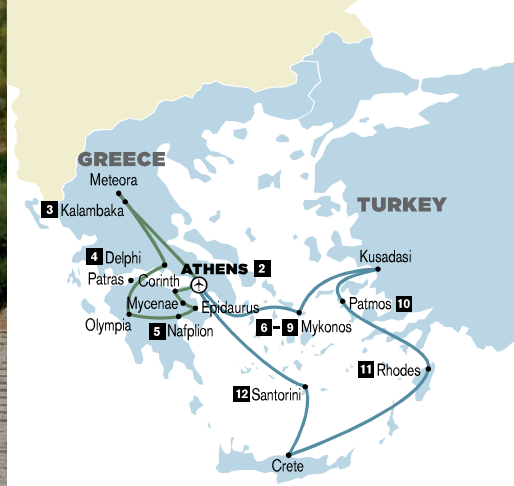 GREECE
Meteora
3 Kalambaka
TURKEY
4 Delphi
ATHENS 2
Kusadasi
Patras
Corinth
Mycenae
Epidaurus
Patmos 10
Olympia
5 Nafplion
6 - 9 Mykonos
11 Rhodes
12 Santorini
Crete